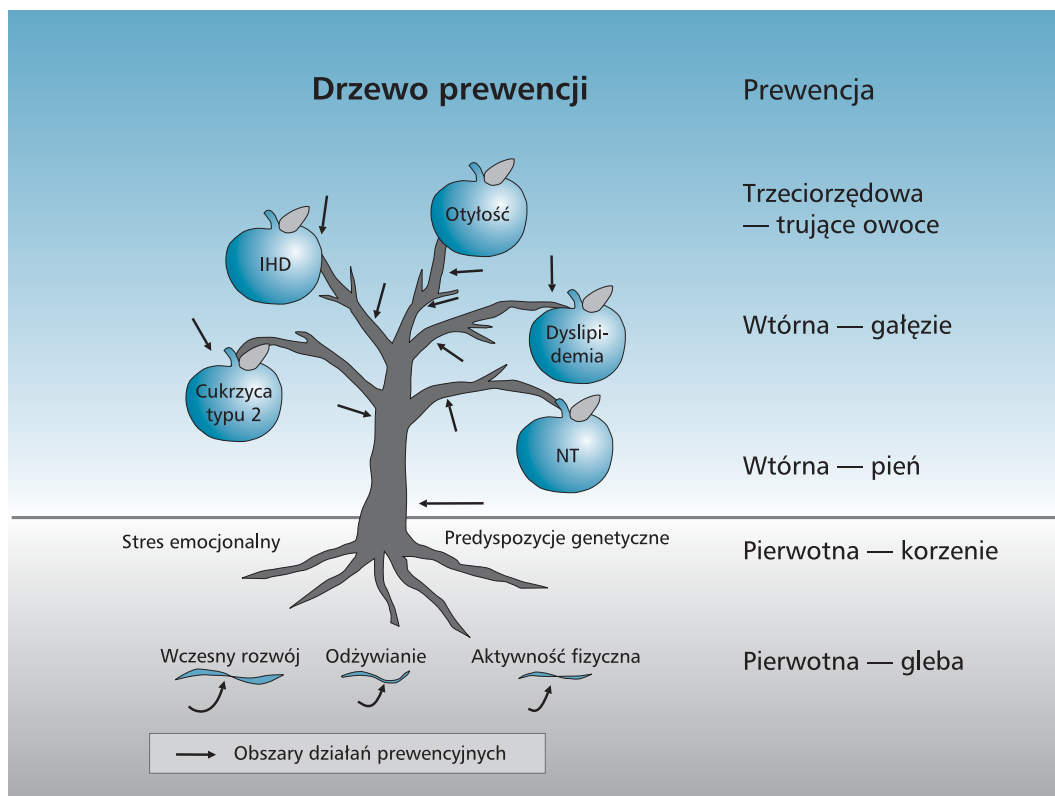 Drzewo prewencji
Prewencja
Trzeciorzędowa
— trujące owoce
Otyłość
IHD
Wtórna — gałęzie
Dyslipi-
demia
Cukrzyca
typu 2
NT
Wtórna — pień
Stres emocjonalny
Predyspozycje genetyczne
Pierwotna — korzenie
Wczesny rozwój
Odżywianie
Aktywność fizyczna
Pierwotna — gleba
Obszary działań prewencyjnych